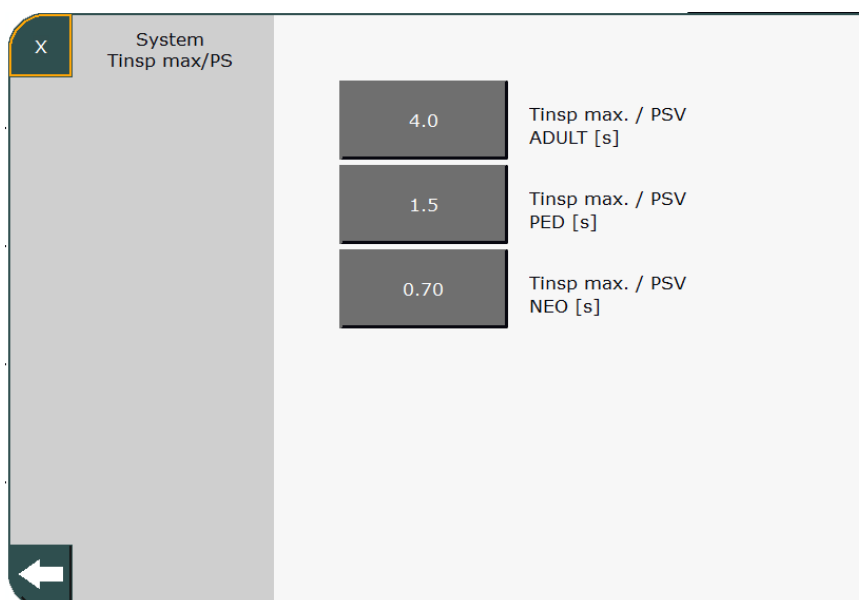 X
System
Tinsp max/PS
4.0
Tinsp max. / PSV
ADULT [s]
1.5
Tinsp max. / PSV
PED [s]
0.70
Tinsp max. / PSV
NEO [s]